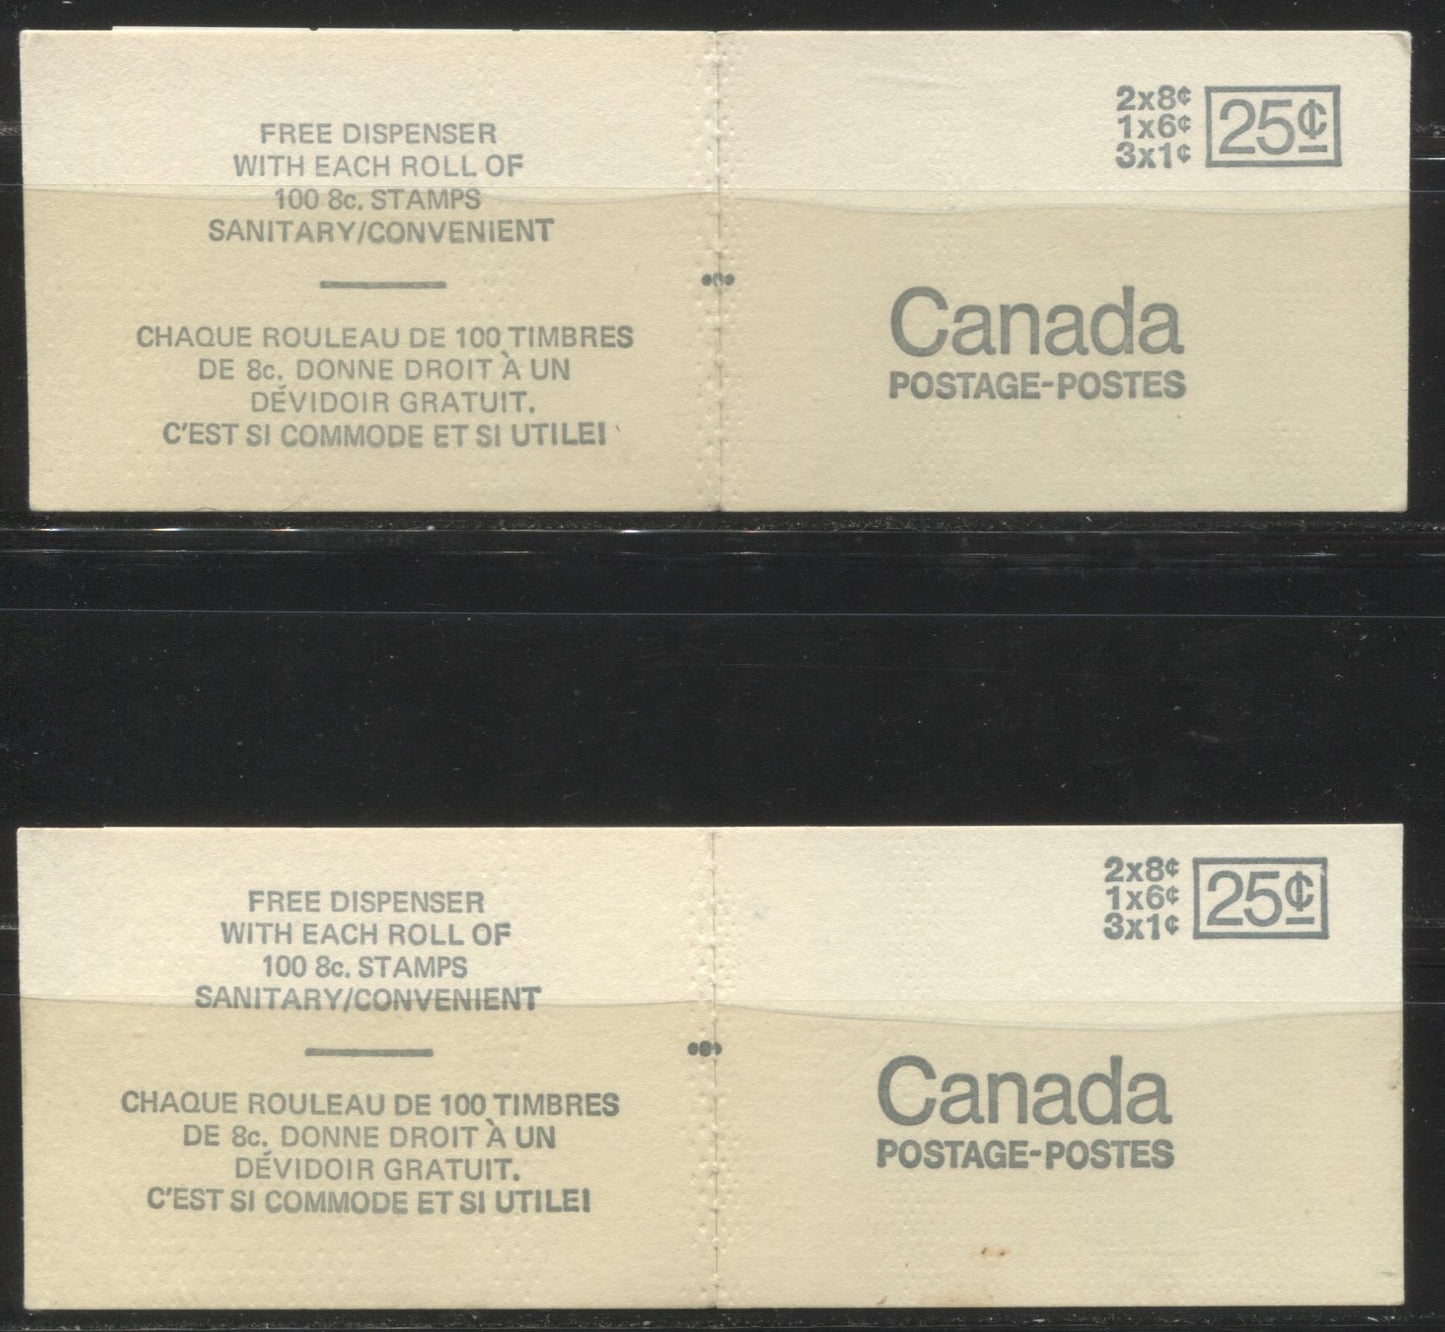 FREE DISPENSER
WITH EACH ROLL OF
100 8c. STAMPS
SANITARY/CONVENIENT
CHAQUE ROULEAU DE 100 TIMBRES
DE 8c. DONNE DROIT À UN
DÉVIDOIR GRATUIT.
C'EST SI COMMODE ET SI UTILE!
2x8¢
1x6¢
3x1¢
25¢
Canada
POSTAGE-POSTES
FREE DISPENSER
WITH EACH ROLL OF
100 8c. STAMPS
SANITARY/CONVENIENT
CHAQUE ROULEAU DE 100 TIMBRES
DE 8c. DONNE DROIT À UN
DÉVIDOIR GRATUIT.
C'EST SI COMMODE ET SI UTILE!
2x8¢
1x6¢
3x1¢
25¢
Canada
POSTAGE-POSTES